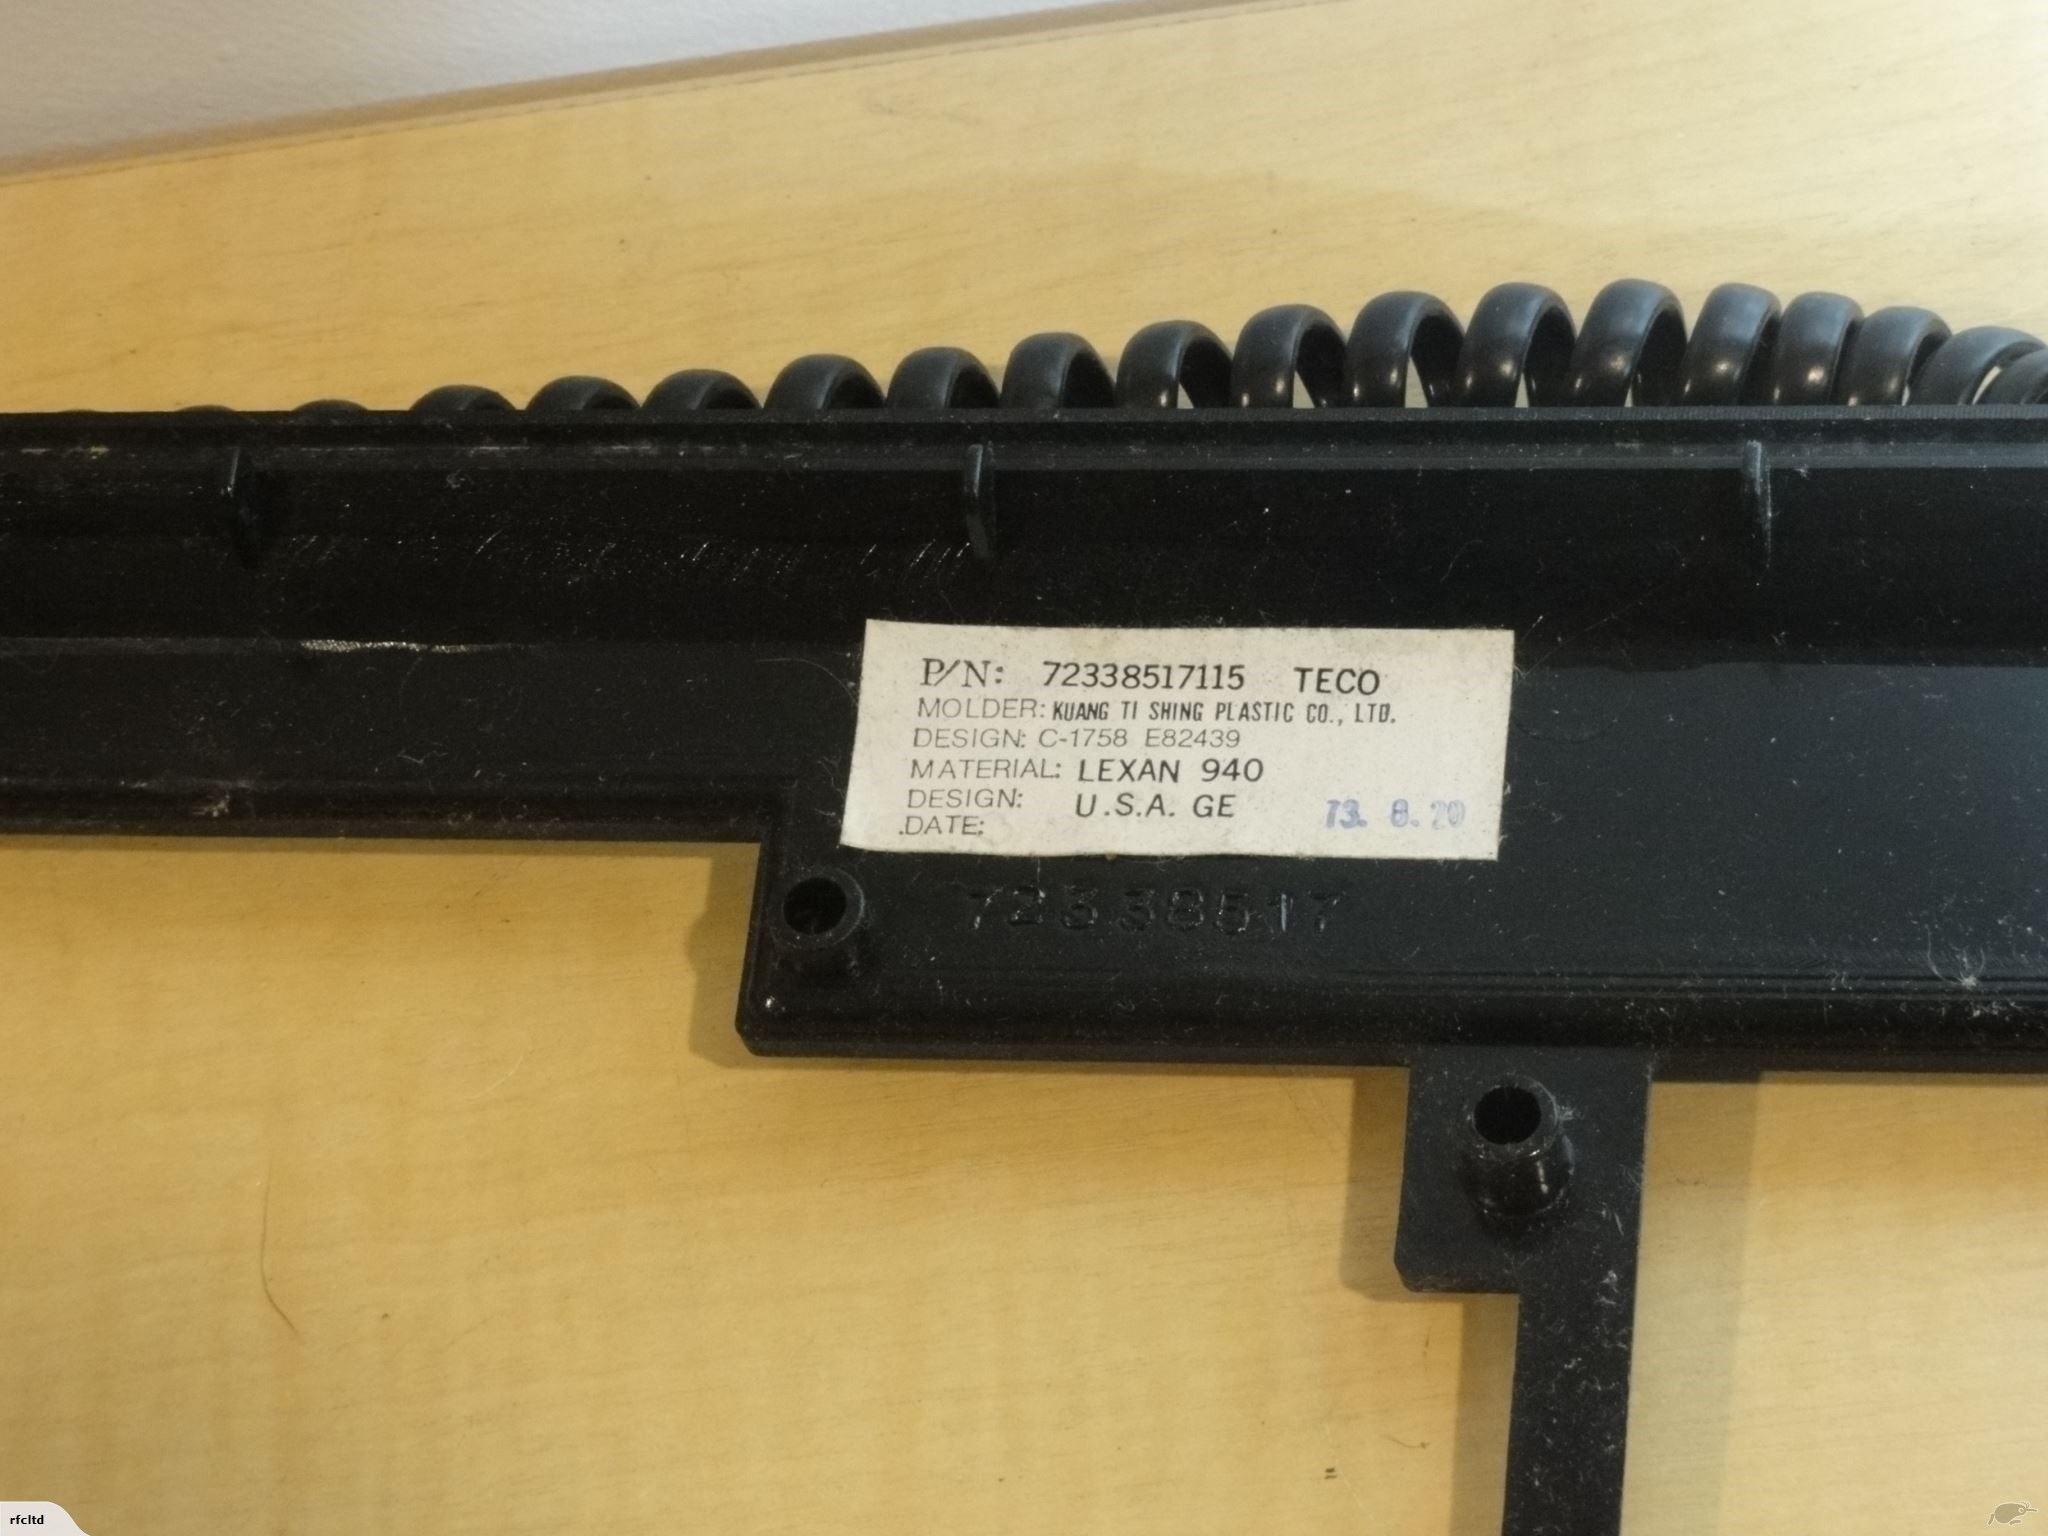 P/N: 72338517115 TECO
MOLDER: KUANG TI SHING PLASTIC CO., LTD.
DESIGN: C-1758 E82439
MATERIAL: LEXAN 940
DESIGN: U.S.A. GE
.DATE: 73. 8. 20
72338517
rfcltd